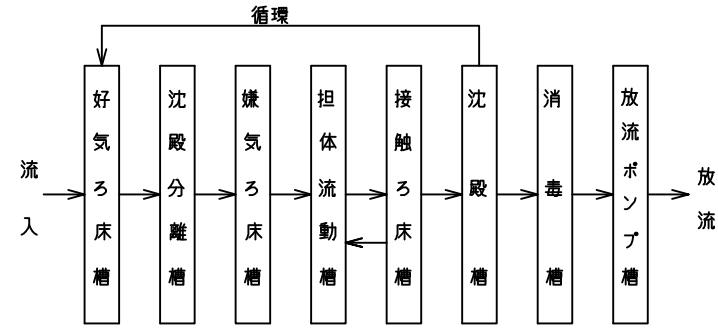 循環
流入
好気ろ床槽
沈殿分離槽
嫌気ろ床槽
担体流動槽
接触ろ床槽
沈殿槽
消毒槽
放流ポンプ槽
放流